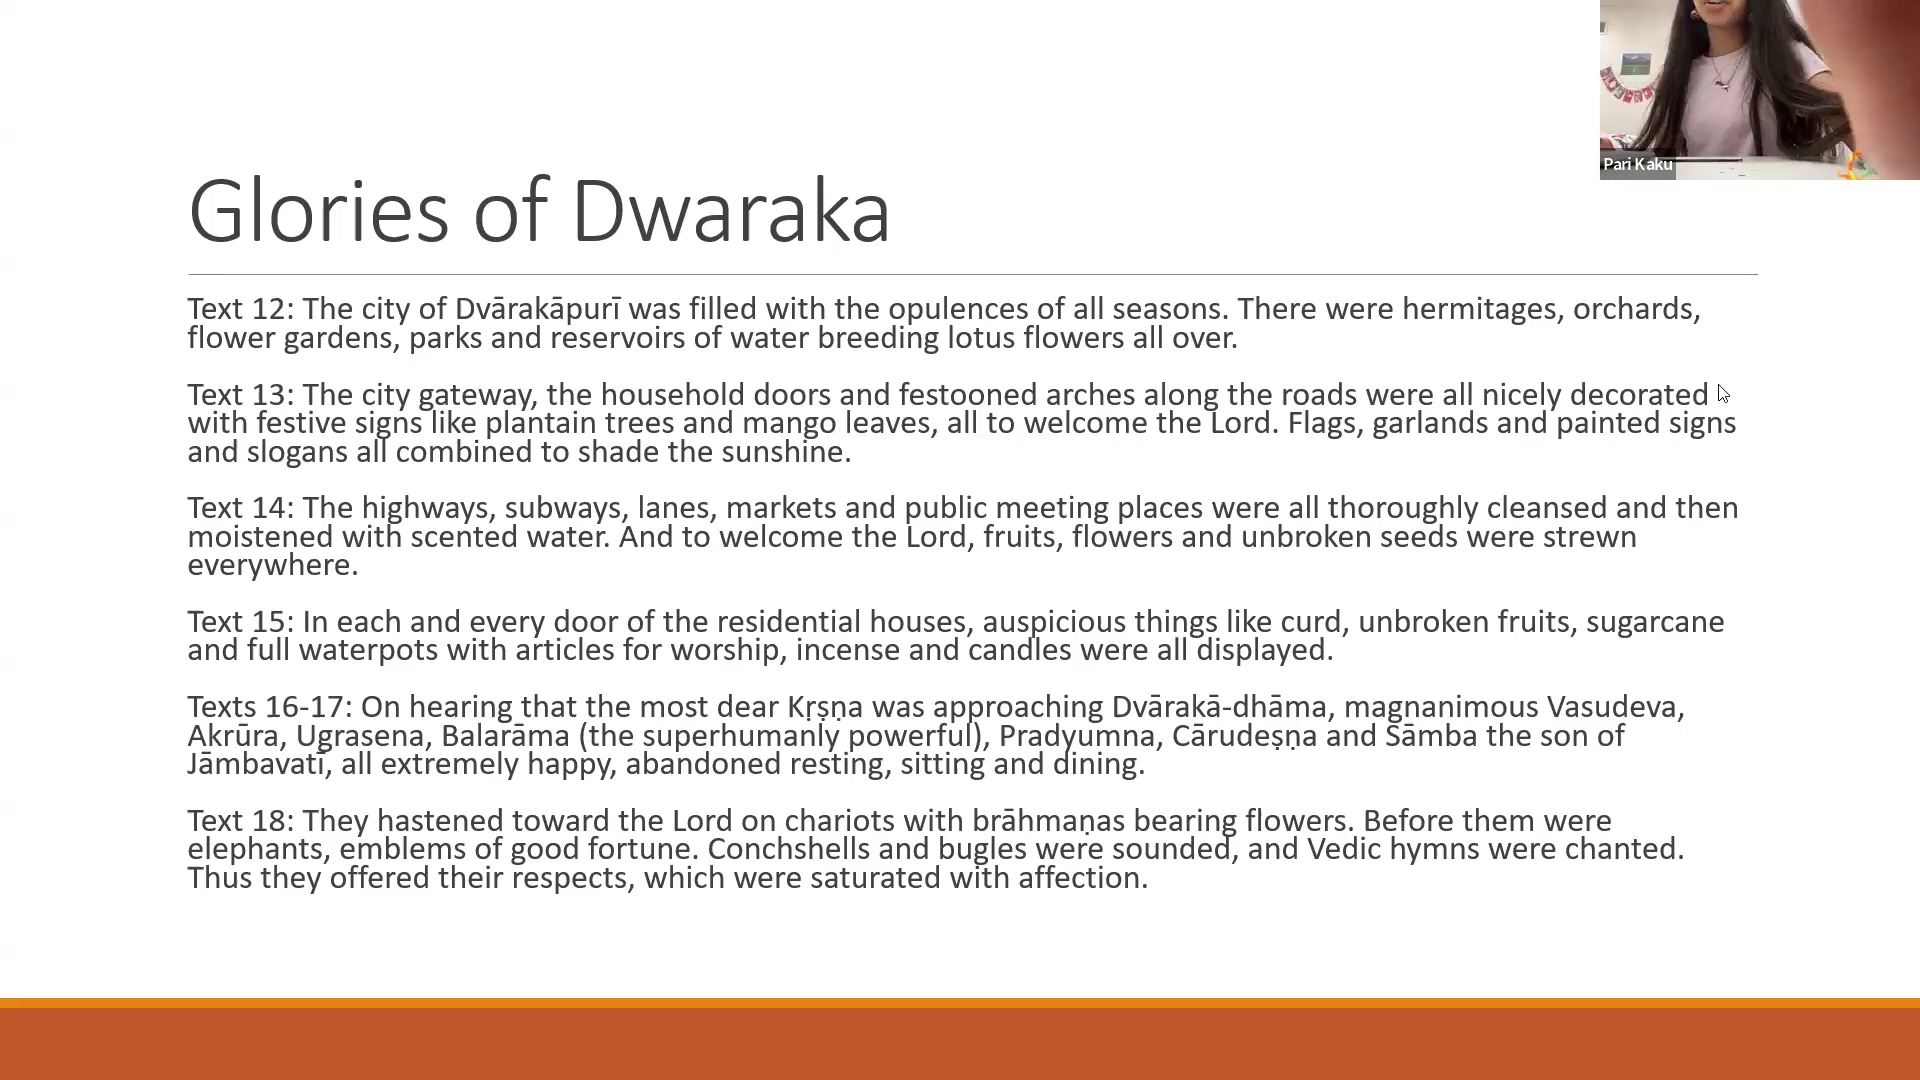 Pari Kaku
Glories of Dwaraka
Text 12: The city of Dvārakāpurī was filled with the opulences of all seasons. There were hermitages, orchards,
flower gardens, parks and reservoirs of water breeding lotus flowers all over.
Text 13: The city gateway, the household doors and festooned arches along the roads were all nicely decorated
with festive signs like plantain trees and mango leaves, all to welcome the Lord. Flags, garlands and painted signs
and slogans all combined to shade the sunshine.
Text 14: The highways, subways, lanes, markets and public meeting places were all thoroughly cleansed and then
moistened with scented water. And to welcome the Lord, fruits, flowers and unbroken seeds were strewn
everywhere.
Text 15: In each and every door of the residential houses, auspicious things like curd, unbroken fruits, sugarcane
and full waterpots with articles for worship, incense and candles were all displayed.
Texts 16-17: On hearing that the most dear Kṛṣṇa was approaching Dvārakā-dhāma, magnanimous Vasudeva,
Akrūra, Ugrasena, Balarāma (the superhumanly powerful), Pradyumna, Cārudeṣṇa and Sāmba the son of
Jāmbavatī, all extremely happy, abandoned resting, sitting and dining.
Text 18: They hastened toward the Lord on chariots with brāhmaṇas bearing flowers. Before them were
elephants, emblems of good fortune. Conchshells and bugles were sounded, and Vedic hymns were chanted.
Thus they offered their respects, which were saturated with affection.